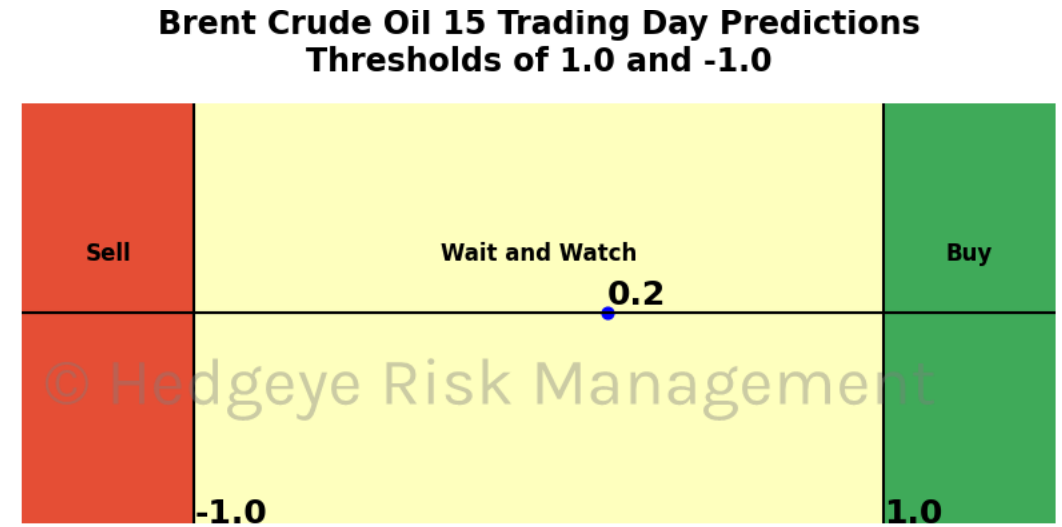 Brent Crude Oil 15 Trading Day Predictions
Thresholds of 1.0 and -1.0
Sell
Wait and Watch
Buy
0.2
© Hedgeye Risk Management
-1.0
1.0